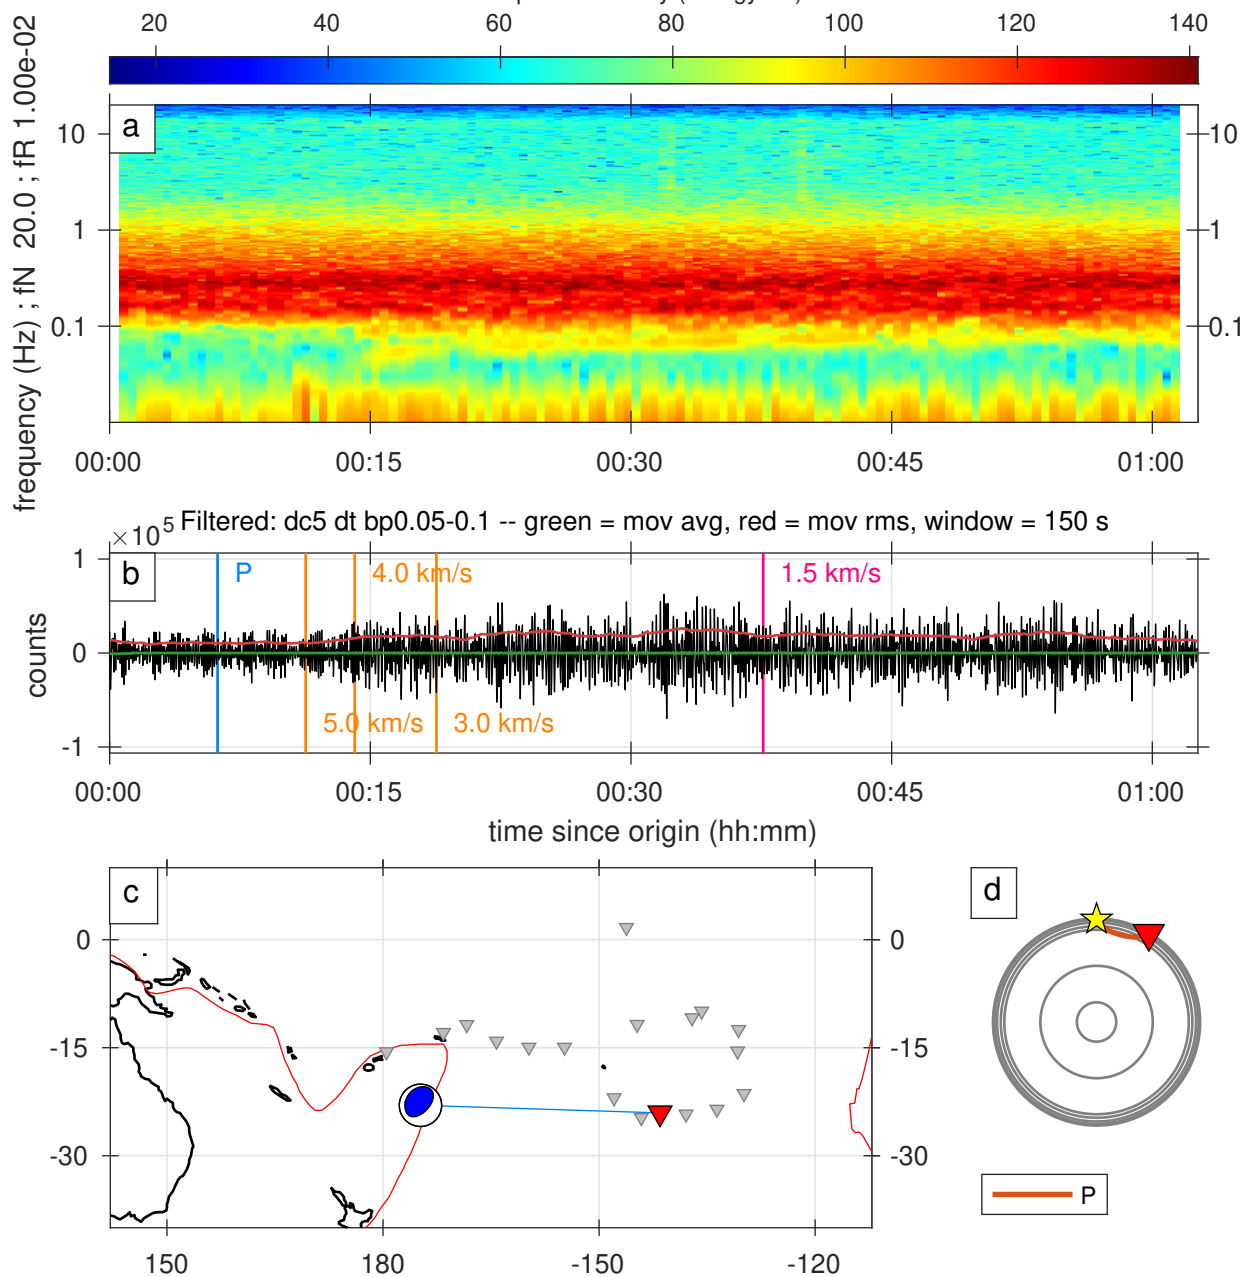 20 40 60 80 100 120 140
frequency (Hz) ; fN 20.0 ; fR 1.00e-02
a
10 10
1 1
0.1 0.1
00:00 00:15 00:30 00:45 01:00
×10^5 Filtered: dc5 dt bp0.05-0.1 -- green = mov avg, red = mov rms, window = 150 s
b
P 4.0 km/s 1.5 km/s
5.0 km/s 3.0 km/s
counts
1
0
-1
00:00 00:15 00:30 00:45 01:00
time since origin (hh:mm)
c
0 0
-15 -15
-30 -30
150 180 -150 -120
d
P